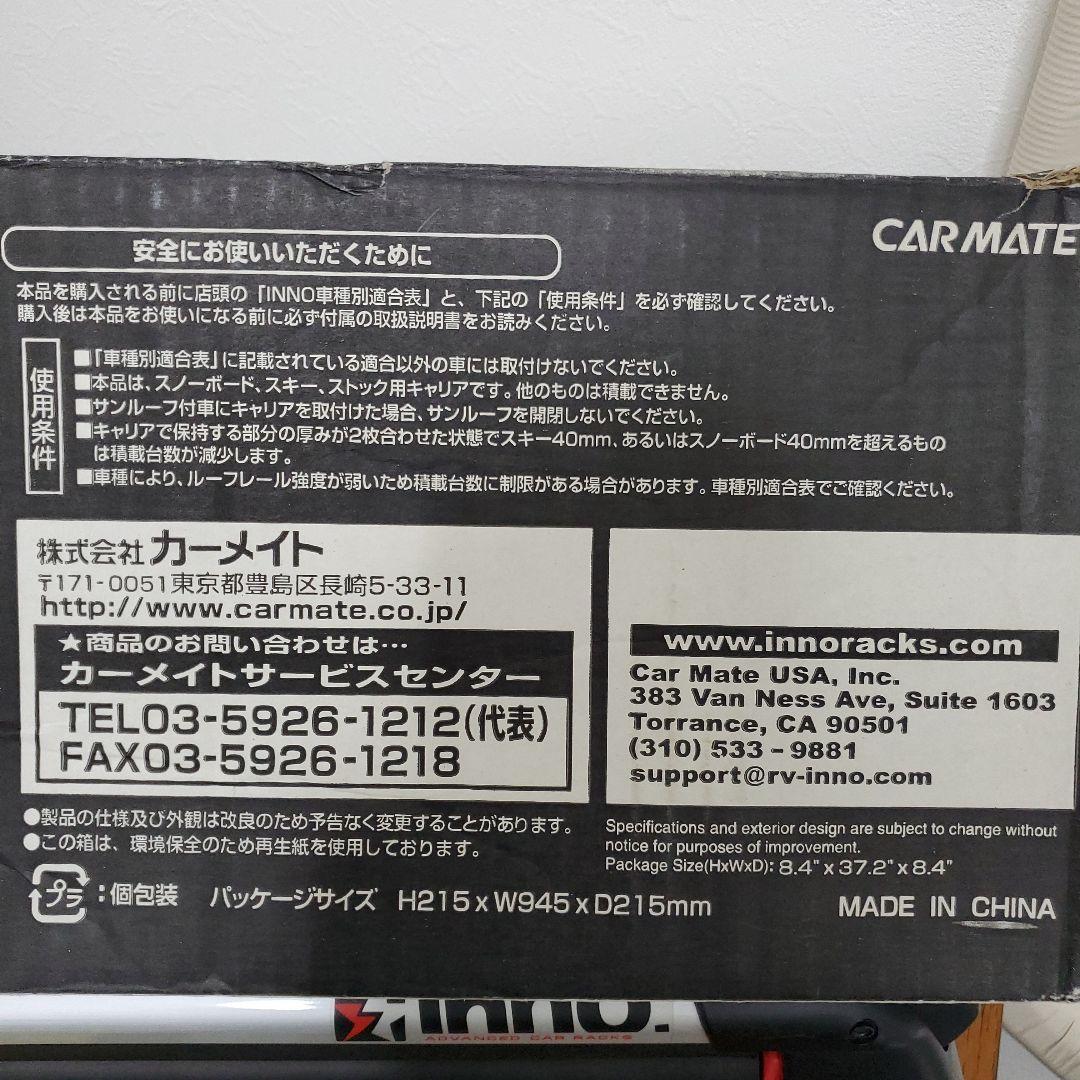 CAR MATE
安全にお使いいただくために
本品を購入される前に店頭の「INNO車種別適合表」と、下記の「使用条件」を必ず確認してください。
購入後は本品をお使いになる前に必ず付属の取扱説明書をお読みください。
使用条件
■「車種別適合表」に記載されている適合以外の車には取付けないでください。
■本品は、スノーボード、スキー、ストック用キャリアです。他のものは積載できません。
■サンルーフ付車にキャリアを取付けた場合、サンルーフを開閉しないでください。
■キャリアで保持する部分の厚みが2枚合わせた状態でスキー40mm、あるいはスノーボード40mmを超えるもの
は積載台数が減少します。
■車種により、ルーフレール強度が弱いため積載台数に制限がある場合があります。車種別適合表でご確認ください。
株式会社カーメイト
〒171-0051東京都豊島区長崎5-33-11
http://www.carmate.co.jp/
★商品のお問い合わせは…
カーメイトサービスセンター
TEL03-5926-1212(代表)
FAX03-5926-1218
www.innoracks.com
Car Mate USA, Inc.
383 Van Ness Ave, Suite 1603
Torrance, CA 90501
(310) 533-9881
support@rv-inno.com
●製品の仕様及び外観は改良のため予告なく変更することがあります。
●この箱は、環境保全のため再生紙を使用しております。
Specifications and exterior design are subject to change without
notice for purposes of improvement.
Package Size(HxWxD): 8.4" x 37.2" x 8.4"
プラ:個包装 パッケージサイズ H215 x W945 x D215mm
MADE IN CHINA
inno.
ADVANCED CAR RACKS